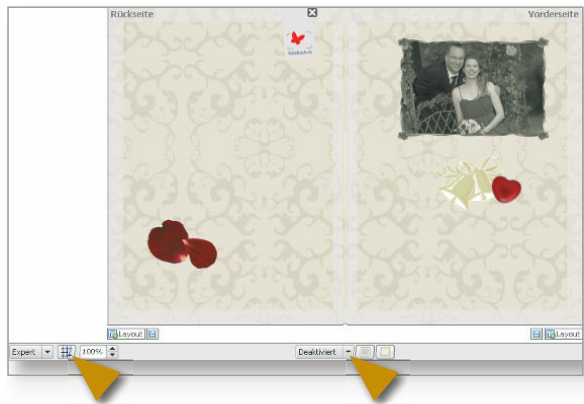 Rückseite
Vorderseite
Layout
Layout
Expert
100%
Deaktiviert